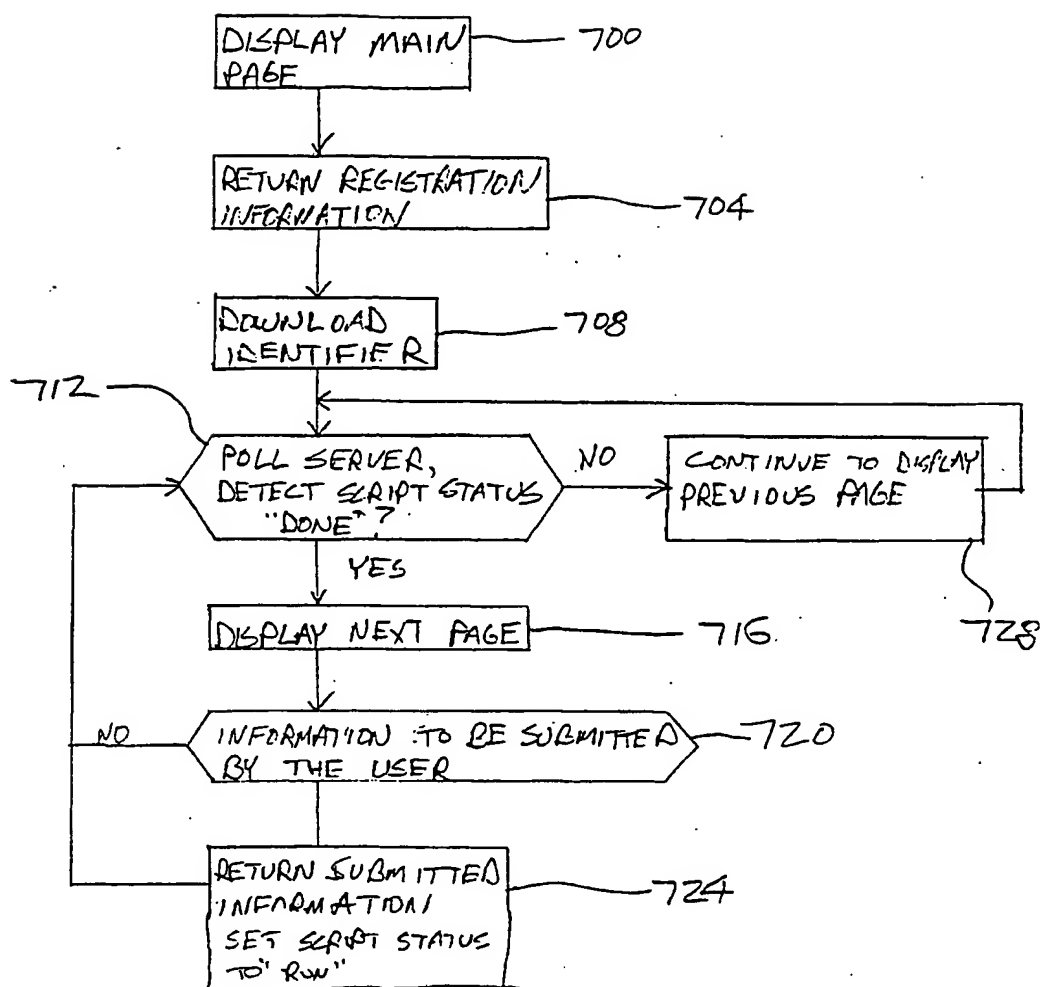 DISPLAY MAIN
PAGE
700
RETURN REGISTRATION
INFORMATION
704
DOWNLOAD
IDENTIFIER
708
712
POLL SERVER,
DETECT SCRIPT STATUS
"DONE"?
NO
CONTINUE TO DISPLAY
PREVIOUS PAGE
728
YES
DISPLAY NEXT PAGE
716
NO
INFORMATION TO BE SUBMITTED
BY THE USER
720
RETURN SUBMITTED
INFORMATION
SET SCRIPT STATUS
TO "RUN"
724